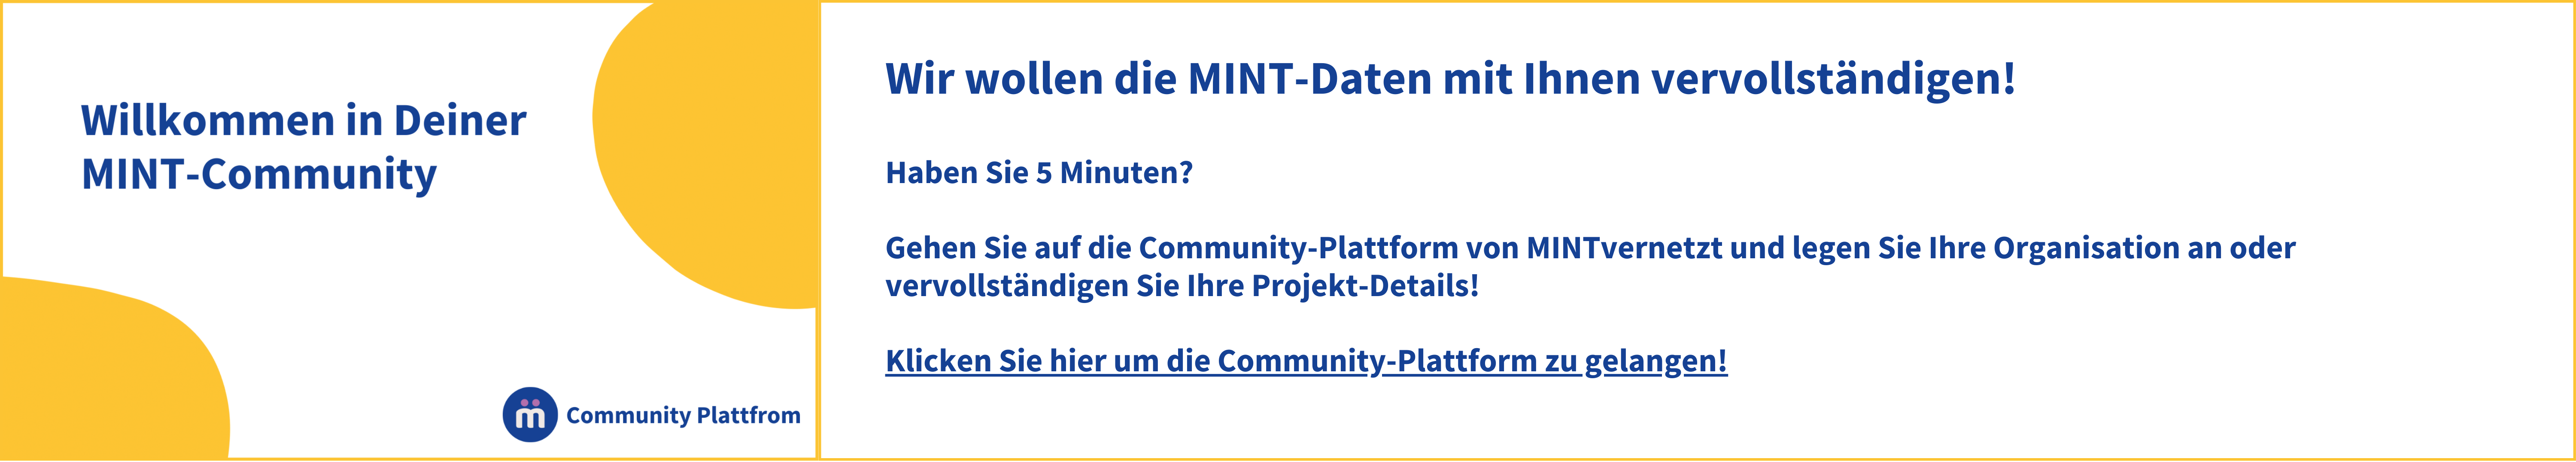 Willkommen in Deiner
MINT-Community
Community Plattfrom
Wir wollen die MINT-Daten mit Ihnen vervollständigen!
Haben Sie 5 Minuten?
Gehen Sie auf die Community-Plattform von MINTvernetzt und legen Sie Ihre Organisation an oder
vervollständigen Sie Ihre Projekt-Details!
Klicken Sie hier um die Community-Plattform zu gelangen!